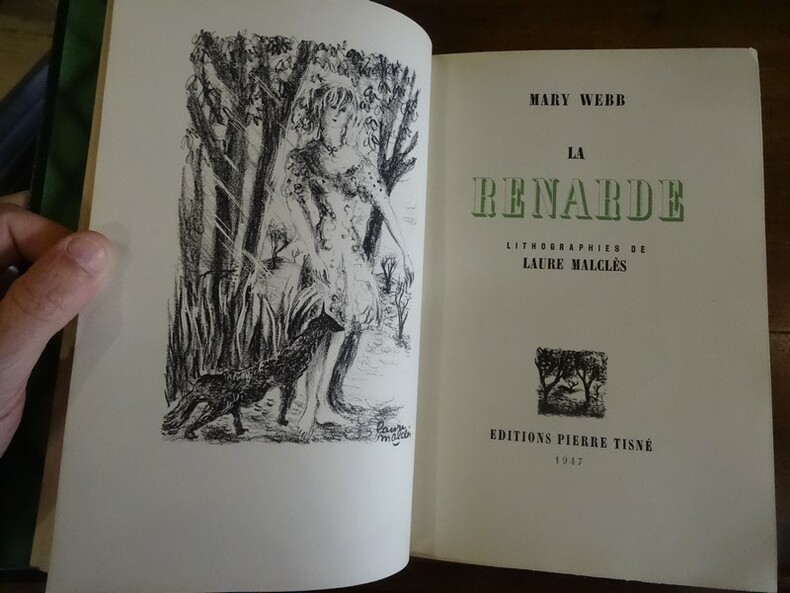 laure
malclès
MARY WEBB
LA
RENARDE
LITHOGRAPHIES DE
LAURE MALCLÈS
EDITIONS PIERRE TISNÉ
1947